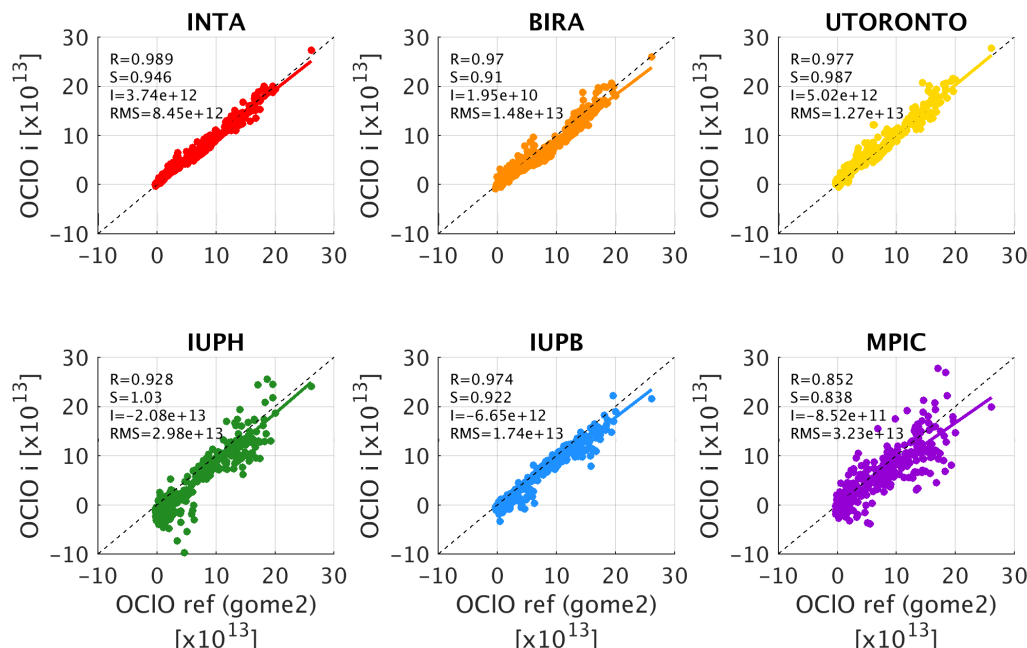 INTA
30
20
10
0
−10
−10 0 10 20 30
OClO i [x10^13]
R=0.989
S=0.946
I=3.74e+12
RMS=8.45e+12
BIRA
30
20
10
0
−10
−10 0 10 20 30
OClO i [x10^13]
R=0.97
S=0.91
I=1.95e+10
RMS=1.48e+13
UTORONTO
30
20
10
0
−10
−10 0 10 20 30
OClO i [x10^13]
R=0.977
S=0.987
I=5.02e+12
RMS=1.27e+13
IUPH
30
20
10
0
−10
−10 0 10 20 30
OClO i [x10^13]
R=0.928
S=1.03
I=−2.08e+13
RMS=2.98e+13
OClO ref (gome2)
[x10^13]
IUPB
30
20
10
0
−10
−10 0 10 20 30
OClO i [x10^13]
R=0.974
S=0.922
I=−6.65e+12
RMS=1.74e+13
OClO ref (gome2)
[x10^13]
MPIC
30
20
10
0
−10
−10 0 10 20 30
OClO i [x10^13]
R=0.852
S=0.838
I=−8.52e+11
RMS=3.23e+13
OClO ref (gome2)
[x10^13]